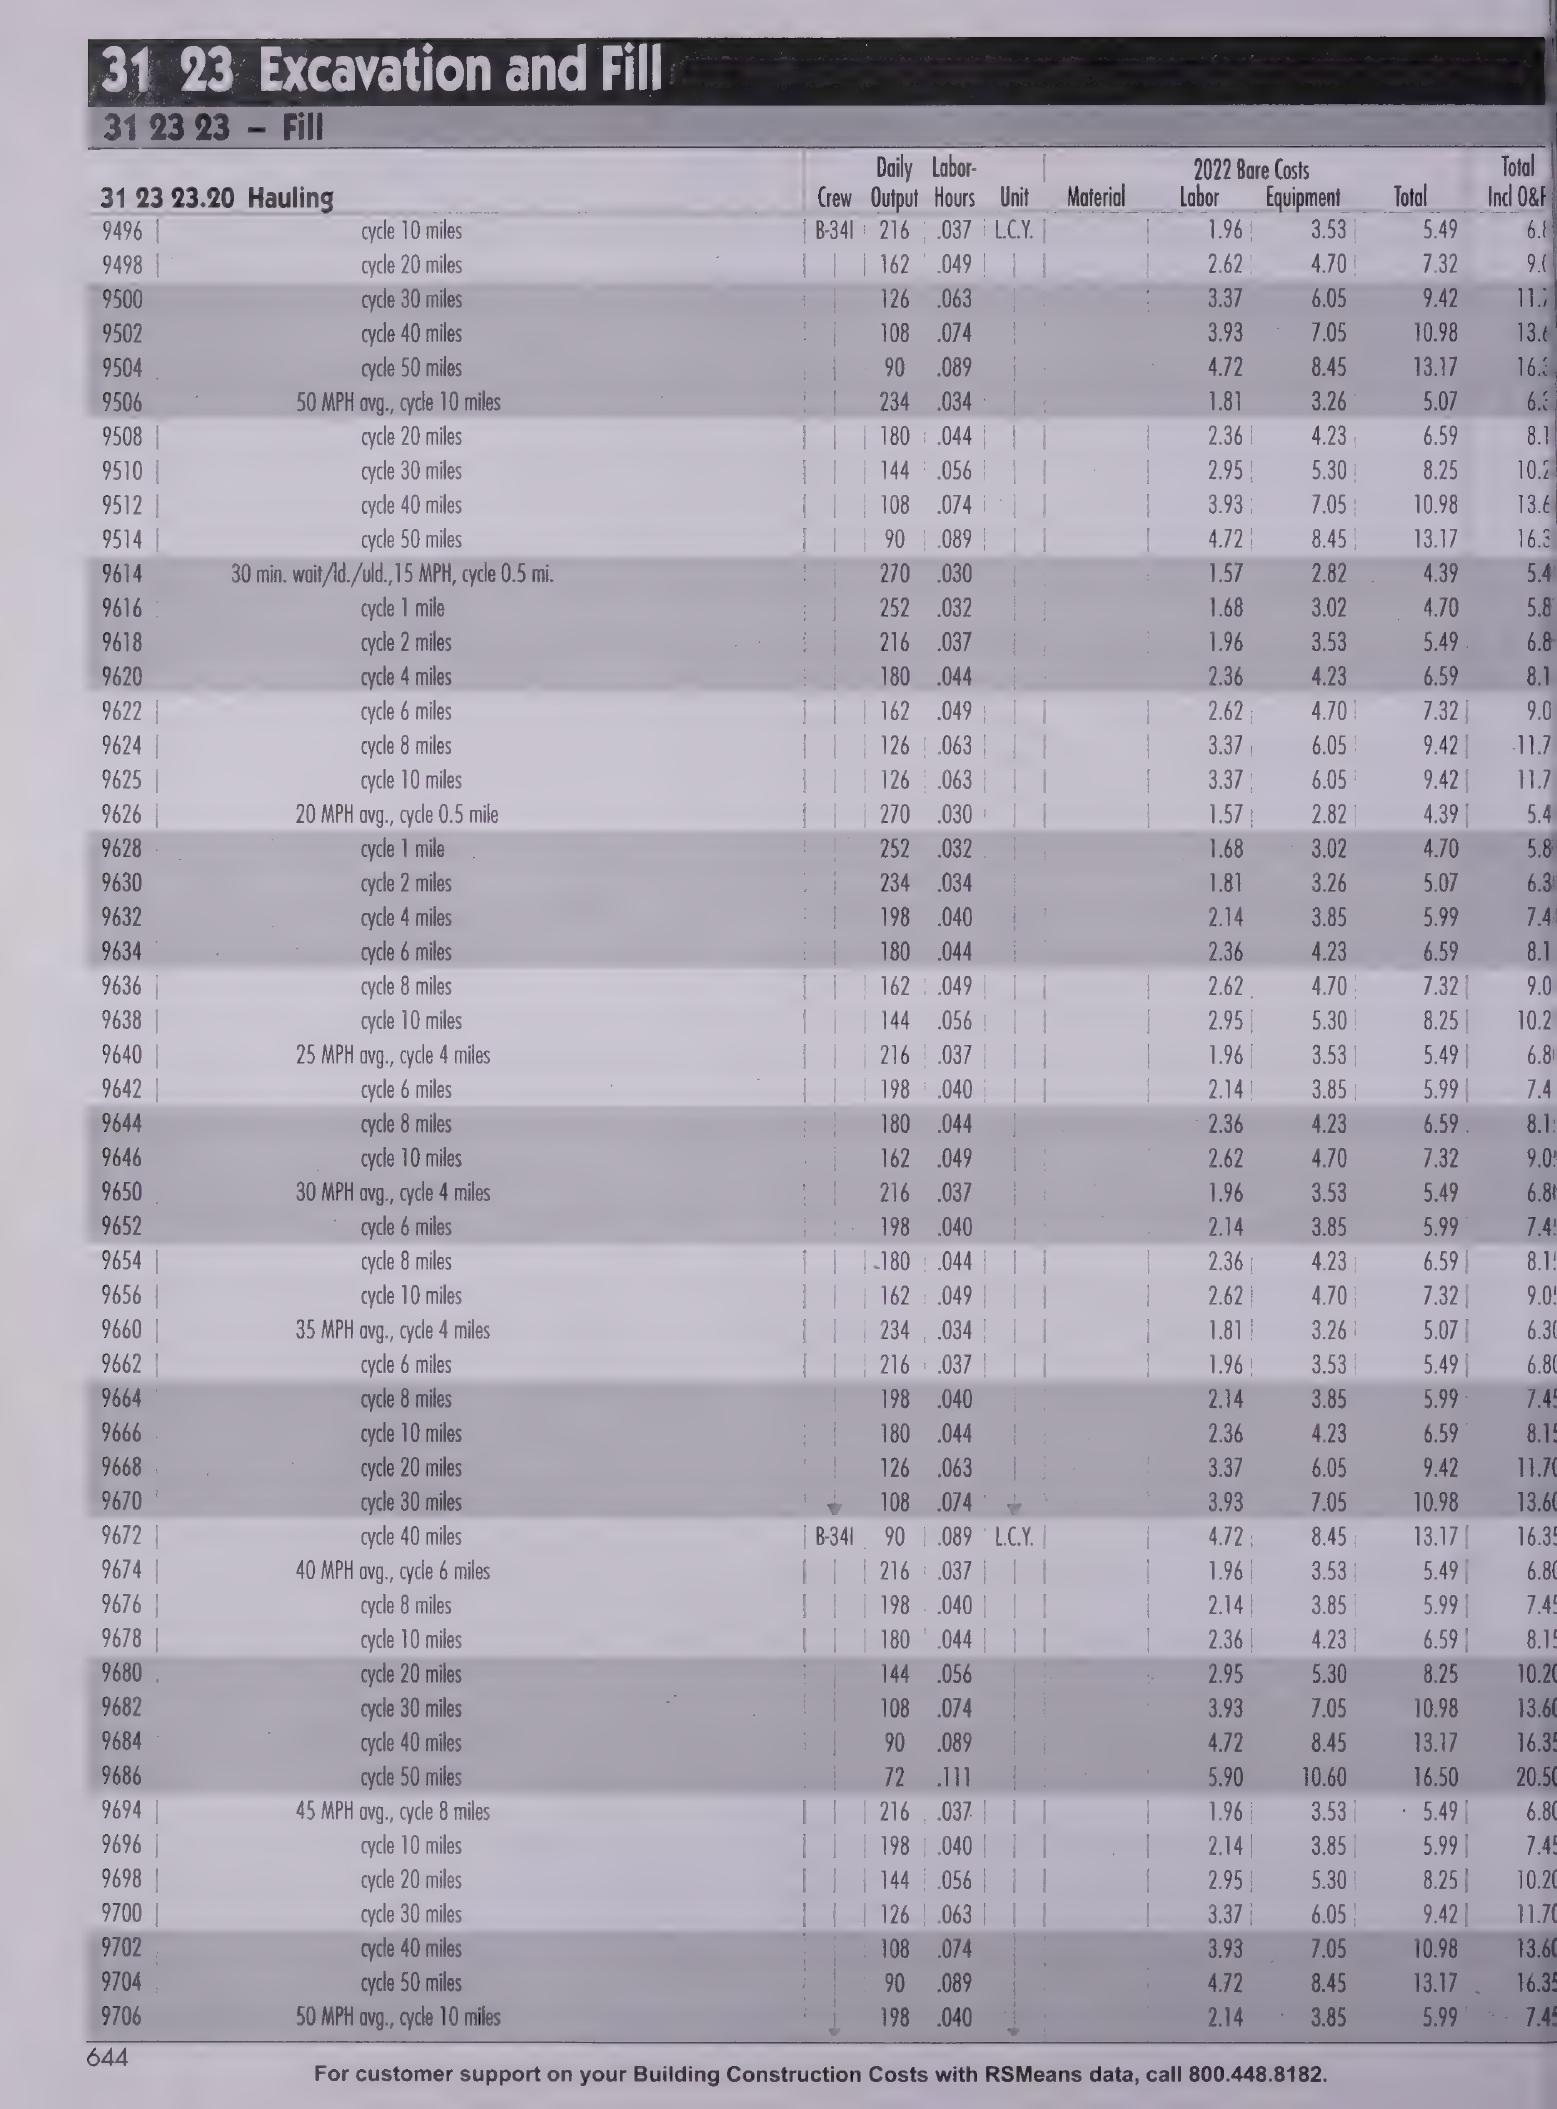 31 23 Excavation and Fill
31 23 23 – Fill
Daily Labor- 2022 Bare Costs Total
31 23 23.20 Hauling Crew Output Hours Unit Material Labor Equipment Total Incl O&P
9496 cycle 10 miles B-34I 216 .037 L.C.Y. 1.96 3.53 5.49
9498 cycle 20 miles 162 .049 2.62 4.70 7.32
9500 cycle 30 miles 126 .063 3.37 6.05 9.42
9502 cycle 40 miles 108 .074 3.93 7.05 10.98
9504 cycle 50 miles 90 .089 4.72 8.45 13.17
9506 50 MPH avg., cycle 10 miles 234 .034 1.81 3.26 5.07
9508 cycle 20 miles 180 .044 2.36 4.23 6.59 8.1
9510 cycle 30 miles 144 .056 2.95 5.30 8.25 10.2
9512 cycle 40 miles 108 .074 3.93 7.05 10.98 13.6
9514 cycle 50 miles 90 .089 4.72 8.45 13.17 16.3
9614 30 min. wait/ld./uld.,15 MPH, cycle 0.5 mi. 270 .030 1.57 2.82 4.39 5.4
9616 cycle 1 mile 252 .032 1.68 3.02 4.70 5.8
9618 cycle 2 miles 216 .037 1.96 3.53 5.49 6.8
9620 cycle 4 miles 180 .044 2.36 4.23 6.59 8.1
9622 cycle 6 miles 162 .049 2.62 4.70 7.32 9.0
9624 cycle 8 miles 126 .063 3.37 6.05 9.42 11.7
9625 cycle 10 miles 126 .063 3.37 6.05 9.42 11.7
9626 20 MPH avg., cycle 0.5 mile 270 .030 1.57 2.82 4.39 5.4
9628 cycle 1 mile 252 .032 1.68 3.02 4.70 5.8
9630 cycle 2 miles 234 .034 1.81 3.26 5.07 6.3
9632 cycle 4 miles 198 .040 2.14 3.85 5.99 7.4
9634 cycle 6 miles 180 .044 2.36 4.23 6.59 8.1
9636 cycle 8 miles 162 .049 2.62 4.70 7.32 9.0
9638 cycle 10 miles 144 .056 2.95 5.30 8.25 10.2
9640 25 MPH avg., cycle 4 miles 216 .037 1.96 3.53 5.49 6.8
9642 cycle 6 miles 198 .040 2.14 3.85 5.99 7.4
9644 cycle 8 miles 180 .044 2.36 4.23 6.59 8.1
9646 cycle 10 miles 162 .049 2.62 4.70 7.32 9.0
9650 30 MPH avg., cycle 4 miles 216 .037 1.96 3.53 5.49 6.8
9652 cycle 6 miles 198 .040 2.14 3.85 5.99 7.4
9654 cycle 8 miles 180 .044 2.36 4.23 6.59 8.1
9656 cycle 10 miles 162 .049 2.62 4.70 7.32 9.0
9660 35 MPH avg., cycle 4 miles 234 .034 1.81 3.26 5.07 6.30
9662 cycle 6 miles 216 .037 1.96 3.53 5.49 6.80
9664 cycle 8 miles 198 .040 2.14 3.85 5.99 7.45
9666 cycle 10 miles 180 .044 2.36 4.23 6.59 8.15
9668 cycle 20 miles 126 .063 3.37 6.05 9.42 11.70
9670 cycle 30 miles 108 .074 3.93 7.05 10.98 13.60
9672 cycle 40 miles B-34I 90 .089 L.C.Y. 4.72 8.45 13.17 16.35
9674 40 MPH avg., cycle 6 miles 216 .037 1.96 3.53 5.49 6.80
9676 cycle 8 miles 198 .040 2.14 3.85 5.99 7.45
9678 cycle 10 miles 180 .044 2.36 4.23 6.59 8.15
9680 cycle 20 miles 144 .056 2.95 5.30 8.25 10.20
9682 cycle 30 miles 108 .074 3.93 7.05 10.98 13.60
9684 cycle 40 miles 90 .089 4.72 8.45 13.17 16.35
9686 cycle 50 miles 72 .111 5.90 10.60 16.50 20.50
9694 45 MPH avg., cycle 8 miles 216 .037 1.96 3.53 5.49 6.80
9696 cycle 10 miles 198 .040 2.14 3.85 5.99 7.45
9698 cycle 20 miles 144 .056 2.95 5.30 8.25 10.20
9700 cycle 30 miles 126 .063 3.37 6.05 9.42 11.70
9702 cycle 40 miles 108 .074 3.93 7.05 10.98 13.60
9704 cycle 50 miles 90 .089 4.72 8.45 13.17 16.35
9706 50 MPH avg., cycle 10 miles 198 .040 2.14 3.85 5.99 7.45
644
For customer support on your Building Construction Costs with RSMeans data, call 800.448.8182.